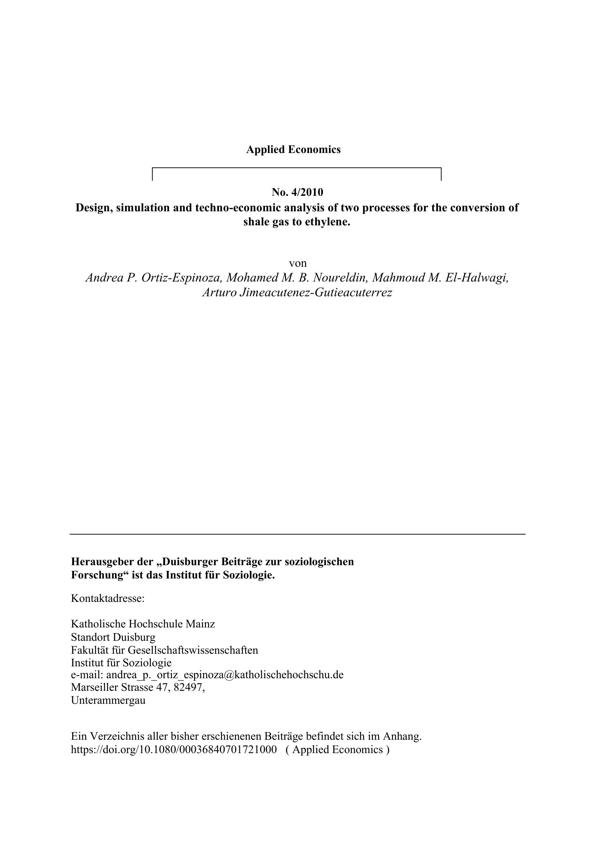 Applied Economics
No. 4/2010
Design, simulation and techno-economic analysis of two processes for the conversion of
shale gas to ethylene.
von
Andrea P. Ortiz-Espinoza, Mohamed M. B. Noureldin, Mahmoud M. El-Halwagi,
Arturo Jimeacutenez-Gutieacuterrez
Herausgeber der „Duisburger Beiträge zur soziologischen
Forschung“ ist das Institut für Soziologie.
Kontaktadresse:
Katholische Hochschule Mainz
Standort Duisburg
Fakultät für Gesellschaftswissenschaften
Institut für Soziologie
e-mail: andrea_p._ortiz_espinoza@katholischehochschu.de
Marseiller Strasse 47, 82497,
Unterammergau
Ein Verzeichnis aller bisher erschienenen Beiträge befindet sich im Anhang.
https://doi.org/10.1080/00036840701721000 ( Applied Economics )